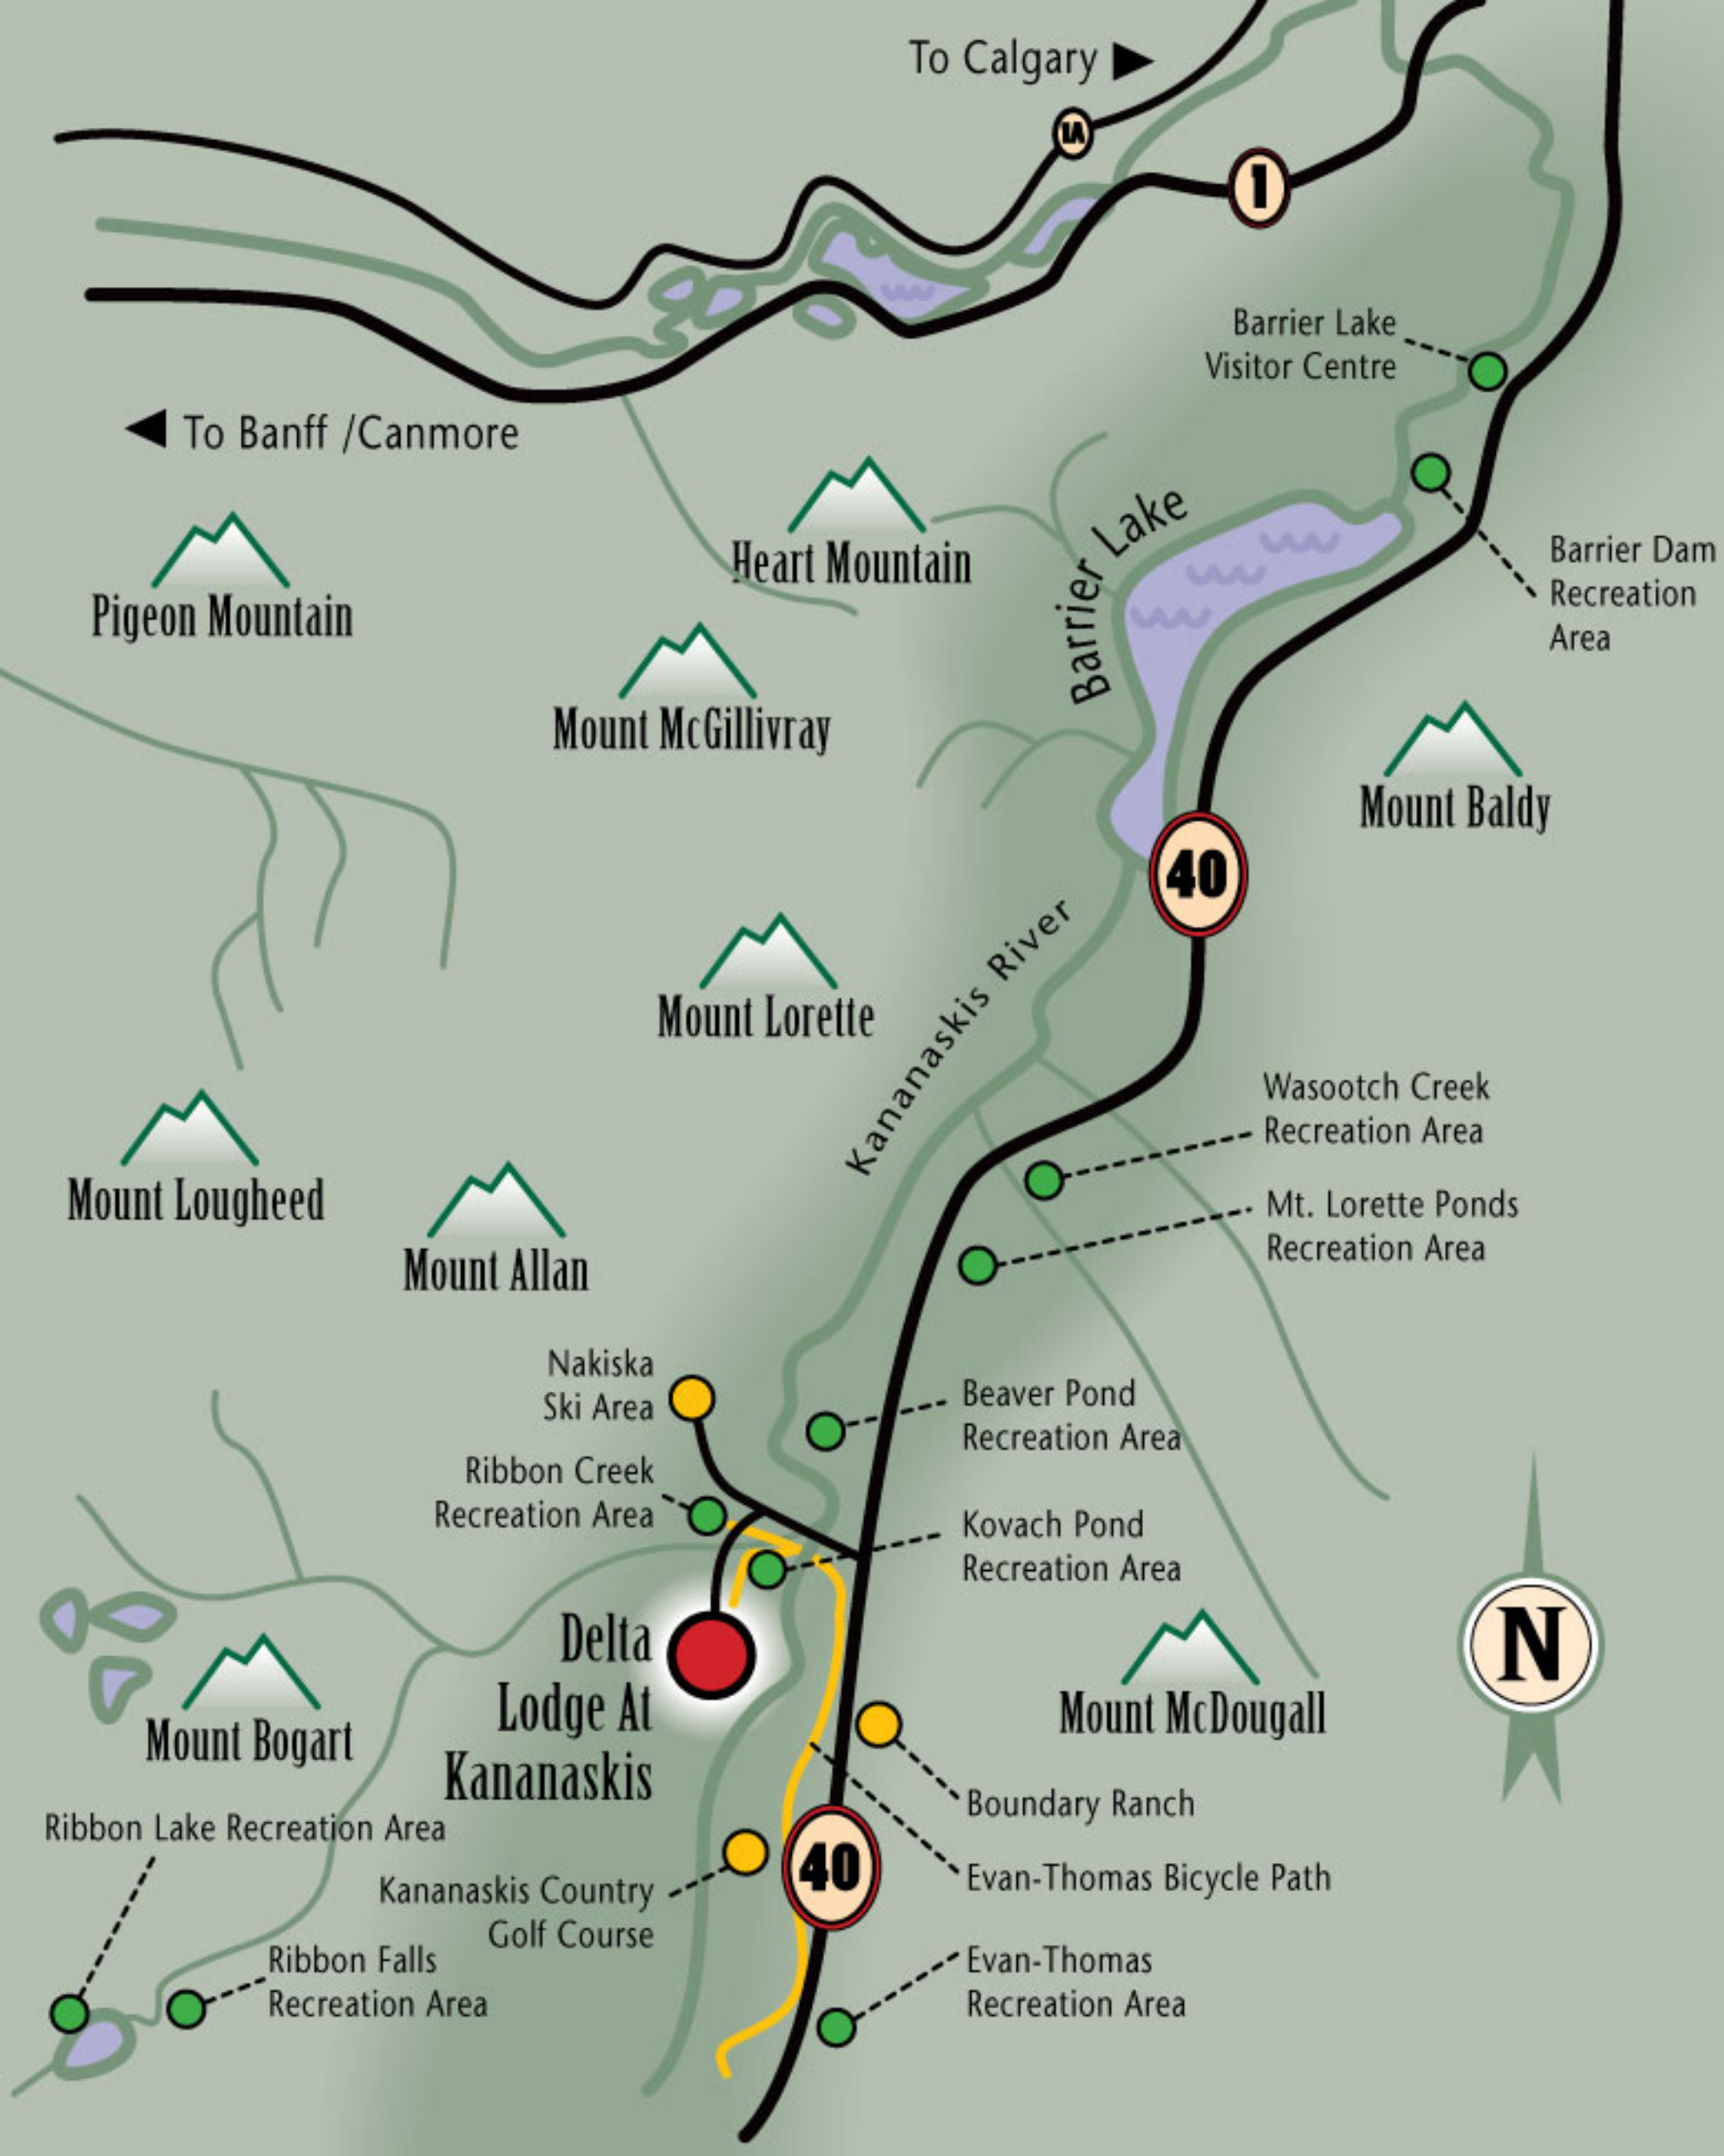 To Calgary
1A
1
Barrier Lake
Visitor Centre
To Banff /Canmore
Heart Mountain
Barrier Lake
Barrier Dam
Recreation
Area
Pigeon Mountain
Mount McGillivray
Mount Baldy
40
Kananaskis River
Mount Lorette
Wasootch Creek
Recreation Area
Mount Lougheed
Mt. Lorette Ponds
Recreation Area
Mount Allan
Nakiska
Ski Area
Beaver Pond
Recreation Area
Ribbon Creek
Recreation Area
Kovach Pond
Recreation Area
Delta
Lodge At
Kananaskis
N
Mount McDougall
Mount Bogart
Boundary Ranch
Ribbon Lake Recreation Area
40
Evan-Thomas Bicycle Path
Kananaskis Country
Golf Course
Ribbon Falls
Recreation Area
Evan-Thomas
Recreation Area